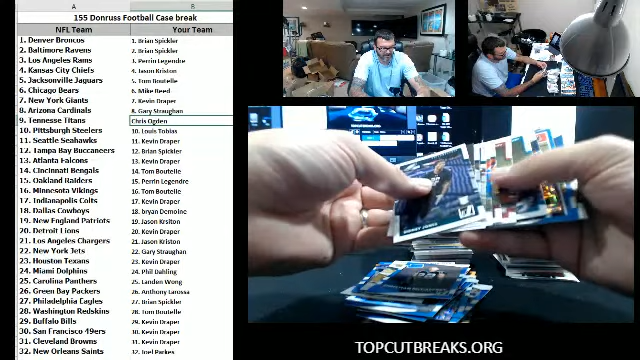 A B
155 Donruss Football Case break
NFL Team Your Team
1. Denver Broncos 1. Brian Spickler
2. Baltimore Ravens 2. Brian Spickler
3. Los Angeles Rams 3. Perrin Legendre
4. Kansas City Chiefs 4. Jason Kriston
5. Jacksonville Jaguars 5. Tom Boutelle
6. Chicago Bears 6. Mike Reed
7. New York Giants 7. Kevin Draper
8. Arizona Cardinals 8. Gary Straughan
9. Tennesse Titans Chris Ogden
10. Pittsburgh Steelers 10. Louis Tobias
11. Seattle Seahawks 11. Kevin Draper
12. Tampa Bay Buccaneers 12. Brian Spickler
13. Atlanta Falcons 13. Kevin Draper
14. Cincinnati Bengals 14. Tom Boutelle
15. Oakland Raiders 15. Perrin Legendre
16. Minnesota Vikings 16. Tom Boutelle
17. Indianapolis Colts 17. Kevin Draper
18. Dallas Cowboys 18. bryan Demoine
19. New England Patriots 19. Jason Kriston
20. Detroit Lions 20. Kevin Draper
21. Los Angeles Chargers 21. Jason Kriston
22. New York Jets 22. Gary Straughan
23. Houston Texans 23. Kevin Draper
24. Miami Dolphins 24. Phil Dahling
25. Carolina Panthers 25. Landen Wong
26. Green Bay Packers 26. Anthony Larossa
27. Philadelphia Eagles 27. Brian Spickler
28. Washington Redskins 28. Tom Boutelle
29. Buffalo Bills 29. Kevin Draper
30. San Francisco 49ers 30. Kevin Draper
31. Cleveland Browns 31. Kevin Draper
32. New Orleans Saints 32. Joel Parkes
TOPCUTBREAKS.ORG